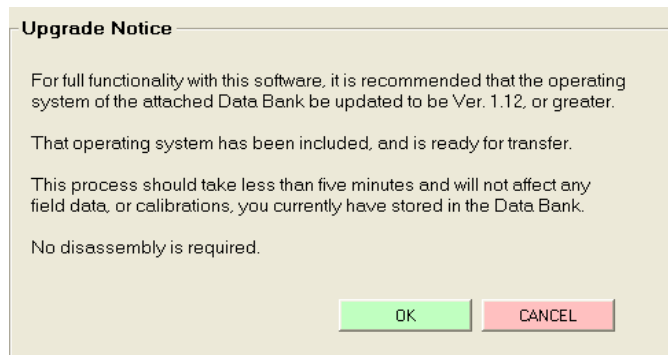 Upgrade Notice
For full functionality with this software, it is recommended that the operating
system of the attached Data Bank be updated to be Ver. 1.12, or greater.
That operating system has been included, and is ready for transfer.
This process should take less than five minutes and will not affect any
field data, or calibrations, you currently have stored in the Data Bank.
No disassembly is required.
OK CANCEL